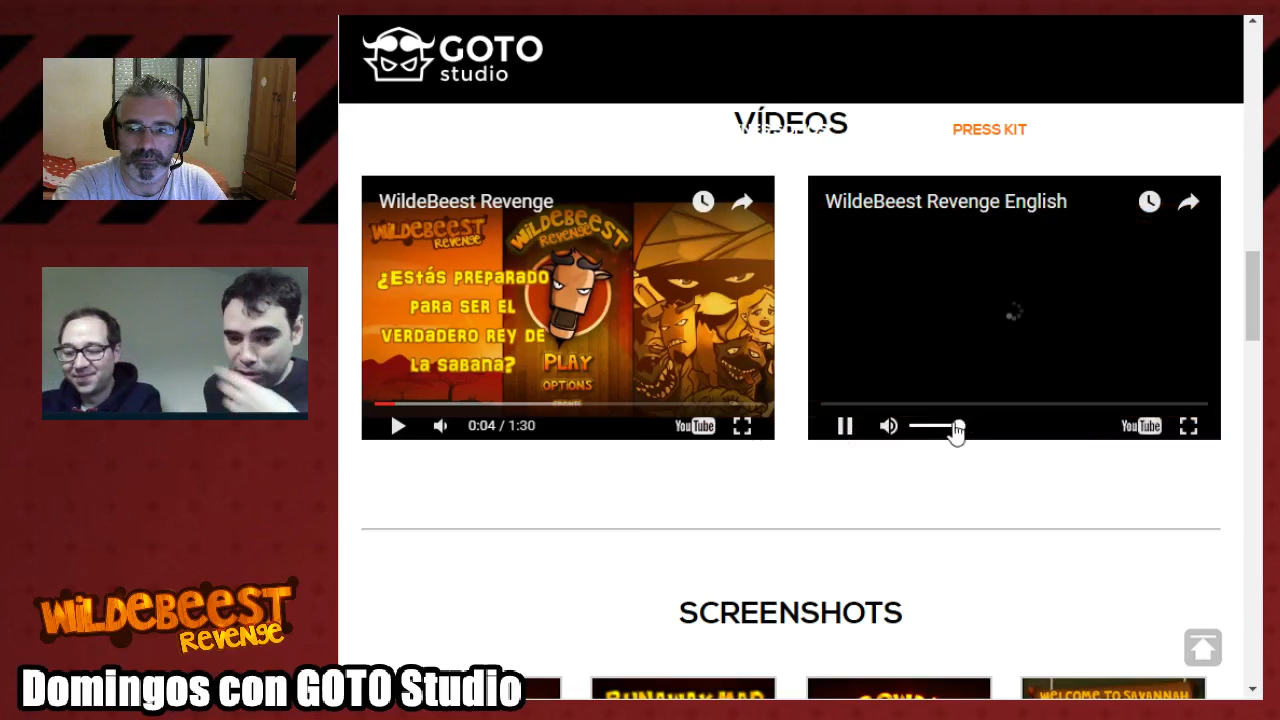 GOTO
studio
VÍDEOS
PRESS KIT
WildeBeest Revenge
WILDEBEEST
REVENGE
WILDEBEEST
REVENGE
¿Estás preparado
para ser el
verdadero rey de
la sabana?
PLAY
OPTIONS
0:04 / 1:30
YouTube
WildeBeest Revenge English
YouTube
SCREENSHOTS
WELCOME TO SAVANNAH
WILDEBEEST
REVENGE
Domingos con GOTO Studio